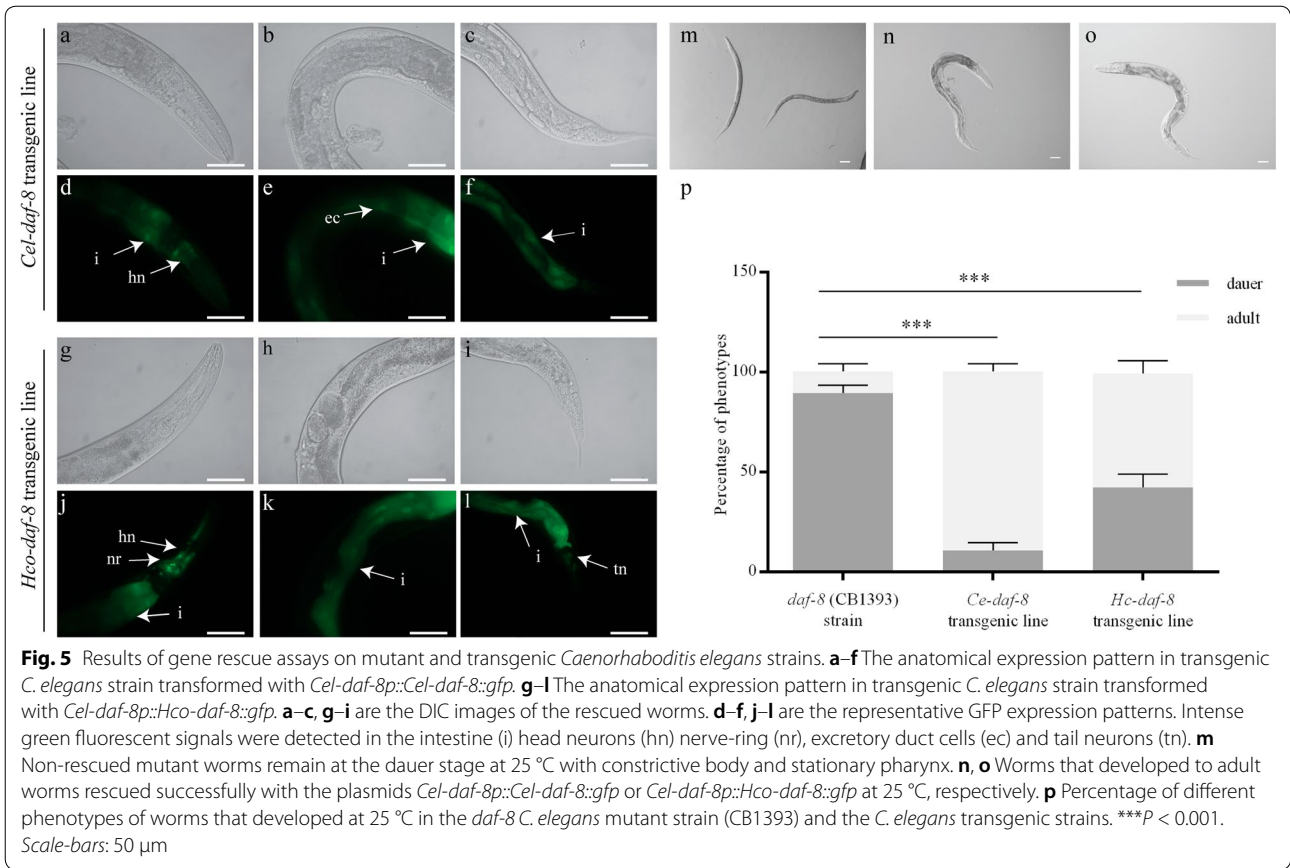 Cel-daf-8 transgenic line
a
b
c
d
i
hn
e
ec
i
f
i
Hco-daf-8 transgenic line
g
h
i
j
hn
nr
i
k
i
l
i
tn
m
n
o
p
Percentage of phenotypes
150
100
50
0
***
***
dauer
adult
daf-8 (CB1393)
strain
Ce-daf-8
transgenic line
Hc-daf-8
transgenic line
Fig. 5 Results of gene rescue assays on mutant and transgenic Caenorhaboditis elegans strains. a–f The anatomical expression pattern in transgenic
C. elegans strain transformed with Cel-daf-8p::Cel-daf-8::gfp. g–l The anatomical expression pattern in transgenic C. elegans strain transformed
with Cel-daf-8p::Hco-daf-8::gfp. a–c, g–i are the DIC images of the rescued worms. d–f, j–l are the representative GFP expression patterns. Intense
green fluorescent signals were detected in the intestine (i) head neurons (hn) nerve-ring (nr), excretory duct cells (ec) and tail neurons (tn). m
Non-rescued mutant worms remain at the dauer stage at 25 °C with constrictive body and stationary pharynx. n, o Worms that developed to adult
worms rescued successfully with the plasmids Cel-daf-8p::Cel-daf-8::gfp or Cel-daf-8p::Hco-daf-8::gfp at 25 °C, respectively. p Percentage of different
phenotypes of worms that developed at 25 °C in the daf-8 C. elegans mutant strain (CB1393) and the C. elegans transgenic strains. ***P < 0.001.
Scale-bars: 50 μm